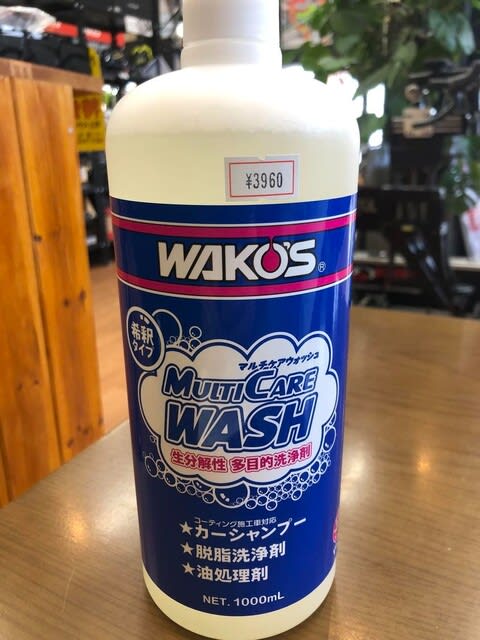 ¥3960
WAKO'S®
希釈
タイプ
マルチケアウォッシュ
MULTI CARE
WASH
生分解性 多目的洗浄剤
コーティング施工車対応
★カーシャンプー
★脱脂洗浄剤
★油処理剤
NET. 1000mL